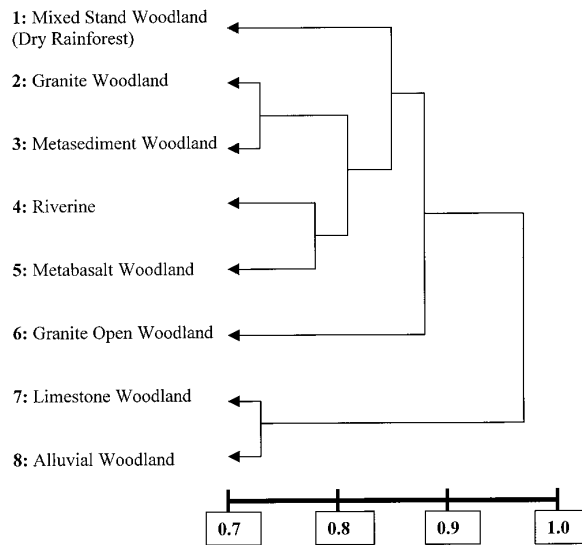 1: Mixed Stand Woodland
(Dry Rainforest)
2: Granite Woodland
3: Metasediment Woodland
4: Riverine
5: Metabasalt Woodland
6: Granite Open Woodland
7: Limestone Woodland
8: Alluvial Woodland
0.7 0.8 0.9 1.0